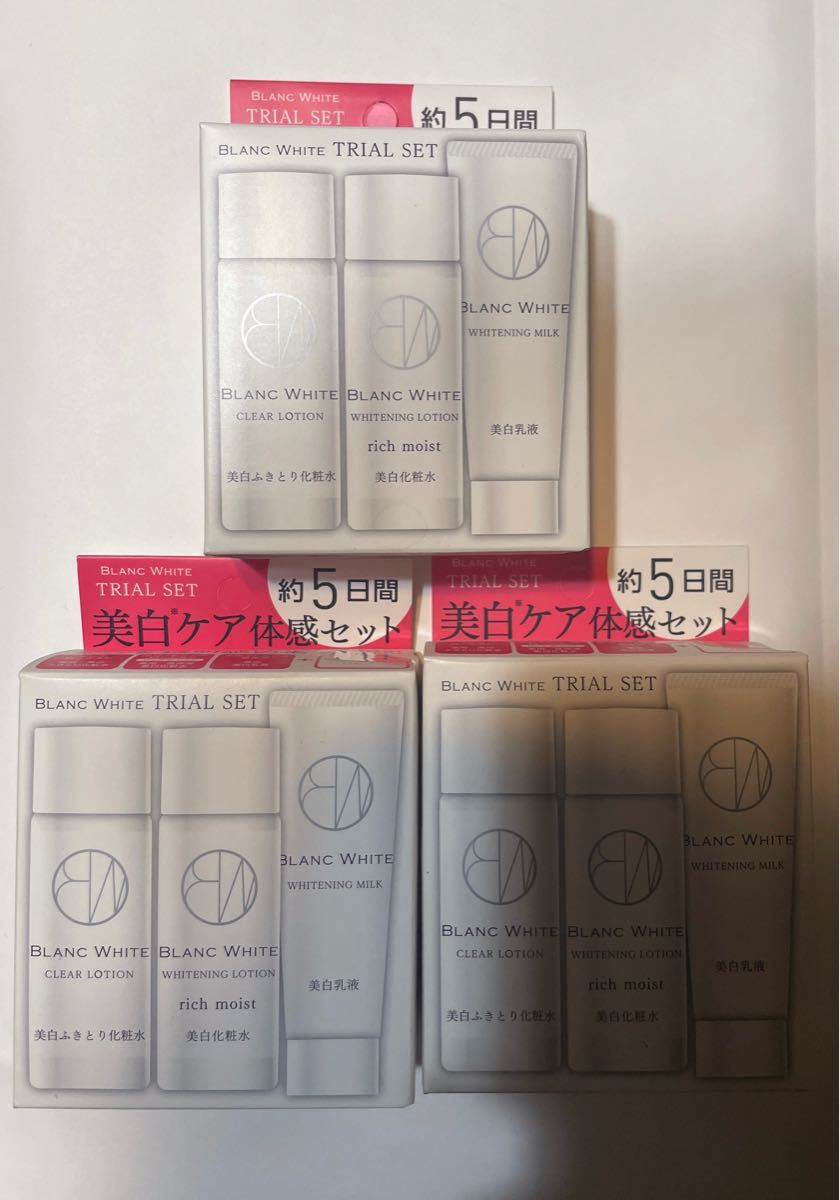 BLANC WHITE
TRIAL SET
約5日間
BLANC WHITE TRIAL SET
BLANC WHITE
CLEAR LOTION
美白ふきとり化粧水
BLANC WHITE
WHITENING LOTION
rich moist
美白化粧水
BLANC WHITE
WHITENING MILK
美白乳液
BLANC WHITE
TRIAL SET
約5日間
美白※ケア体感セット
BLANC WHITE TRIAL SET
BLANC WHITE
CLEAR LOTION
美白ふきとり化粧水
BLANC WHITE
WHITENING LOTION
rich moist
美白化粧水
BLANC WHITE
WHITENING MILK
美白乳液
BLANC WHITE
TRIAL SET
約5日間
美白※ケア体感セット
BLANC WHITE TRIAL SET
BLANC WHITE
CLEAR LOTION
美白ふきとり化粧水
BLANC WHITE
WHITENING LOTION
rich moist
美白化粧水
BLANC WHITE
WHITENING MILK
美白乳液